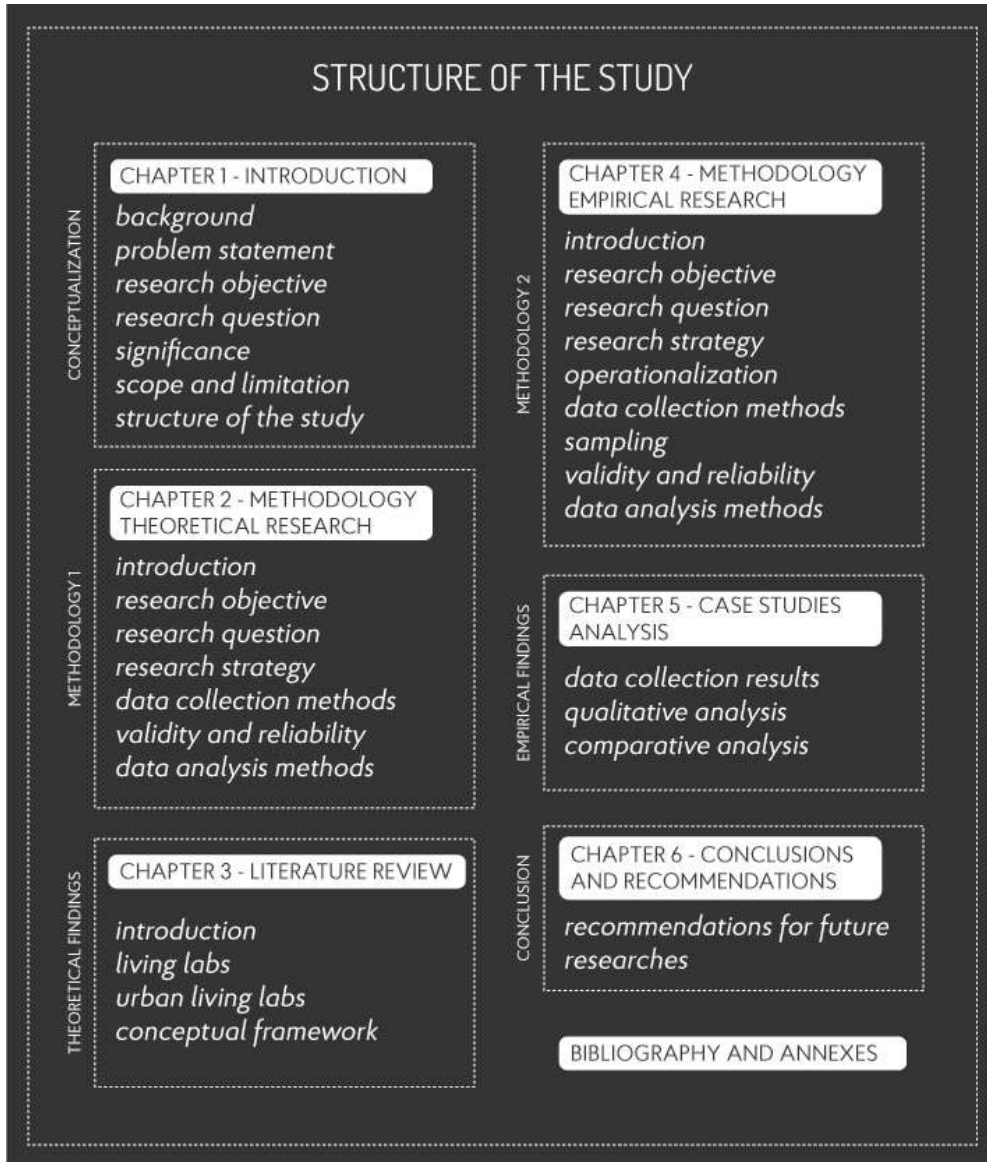 STRUCTURE OF THE STUDY
CONCEPTUALIZATION
CHAPTER 1 - INTRODUCTION
background
problem statement
research objective
research question
significance
scope and limitation
structure of the study
METHODOLOGY 1
CHAPTER 2 - METHODOLOGY
THEORETICAL RESEARCH
introduction
research objective
research question
research strategy
data collection methods
validity and reliability
data analysis methods
THEORETICAL FINDINGS
CHAPTER 3 - LITERATURE REVIEW
introduction
living labs
urban living labs
conceptual framework
METHODOLOGY 2
CHAPTER 4 - METHODOLOGY
EMPIRICAL RESEARCH
introduction
research objective
research question
research strategy
operationalization
data collection methods
sampling
validity and reliability
data analysis methods
EMPIRICAL FINDINGS
CHAPTER 5 - CASE STUDIES
ANALYSIS
data collection results
qualitative analysis
comparative analysis
CONCLUSION
CHAPTER 6 - CONCLUSIONS
AND RECOMMENDATIONS
recommendations for future
researches
BIBLIOGRAPHY AND ANNEXES